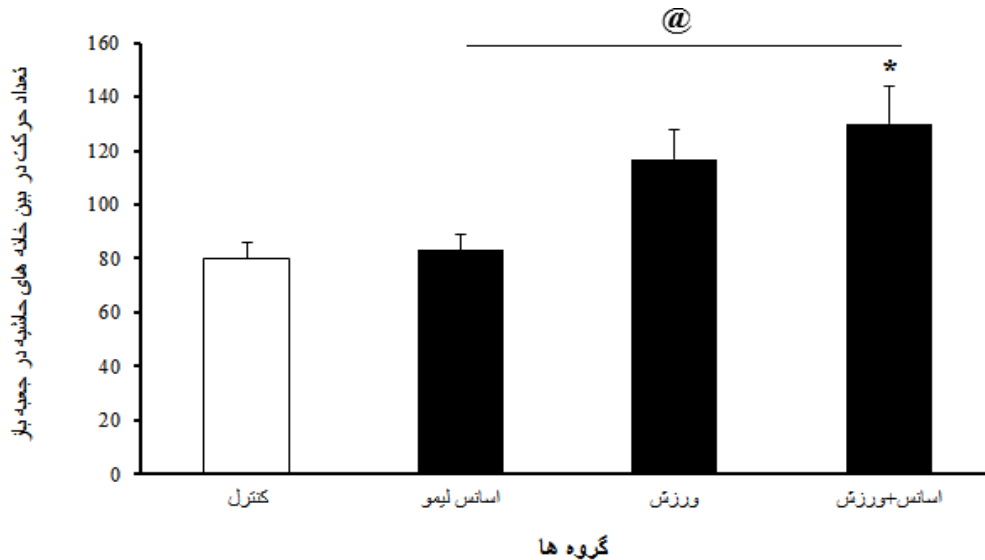 @
*
160
140
120
100
80
60
40
20
0
تعداد حرکت در بین خانه های حاشیه در جعبه باز
کنترل
اسانس لیمو
ورزش
اسانس+ورزش
گروه ها